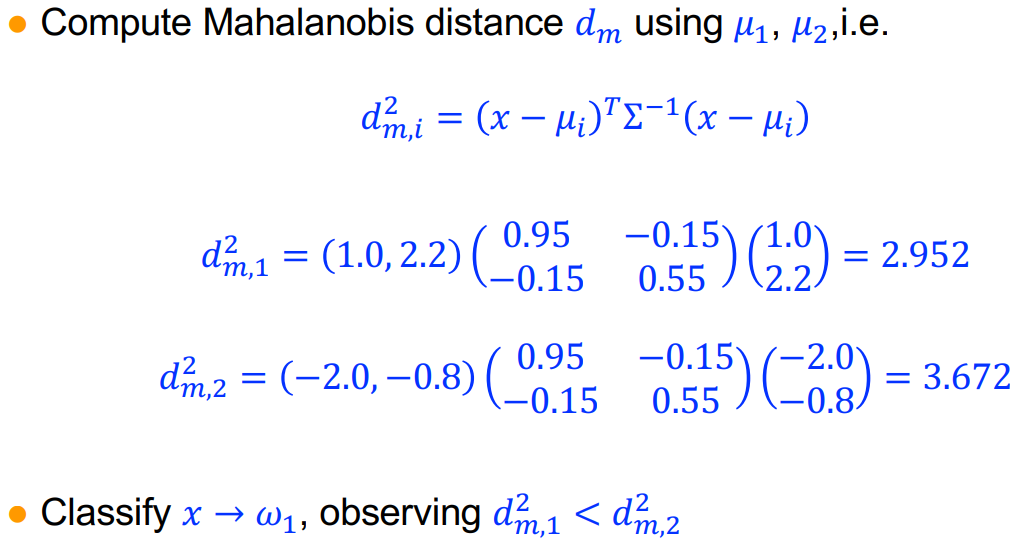 • Compute Mahalanobis distance $d_m$ using $\mu_1$, $\mu_2$,i.e.
$d_{m,i}^2 = (x - \mu_i)^T \Sigma^{-1} (x - \mu_i)$
$d_{m,1}^2 = (1.0, 2.2) \begin{pmatrix} 0.95 & -0.15 \\ -0.15 & 0.55 \end{pmatrix} \begin{pmatrix} 1.0 \\ 2.2 \end{pmatrix} = 2.952$
$d_{m,2}^2 = (-2.0, -0.8) \begin{pmatrix} 0.95 & -0.15 \\ -0.15 & 0.55 \end{pmatrix} \begin{pmatrix} -2.0 \\ -0.8 \end{pmatrix} = 3.672$
• Classify $x \rightarrow \omega_1$, observing $d_{m,1}^2 < d_{m,2}^2$